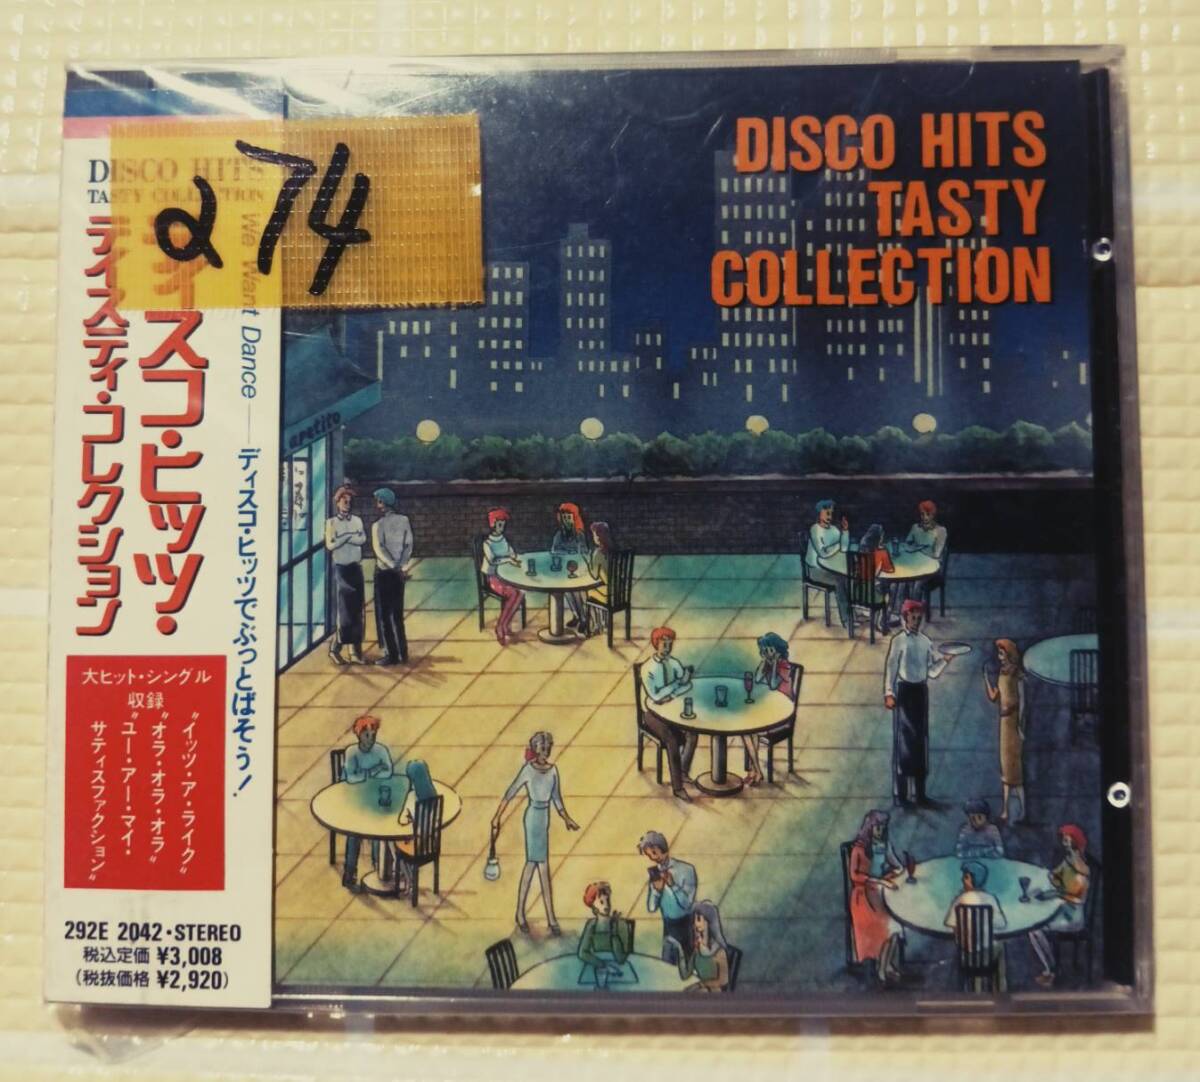 DISCO HITS
TASTY
COLLECTION
α74
DISCO HITS
TASTY COLLECTION
ディスコ・ヒッツ・
テイスティ・コレクション
We Want Dance――ディスコ・ヒッツでぶっとばそう!
大ヒット・シングル
収録
"イッツ・ア・ライク"
"オラ・オラ・オラ"
"ユー・アー・マイ・
サティスファクション"
292E 2042・STEREO
税込定価 ¥3,008
(税抜価格 ¥2,920)
apetito